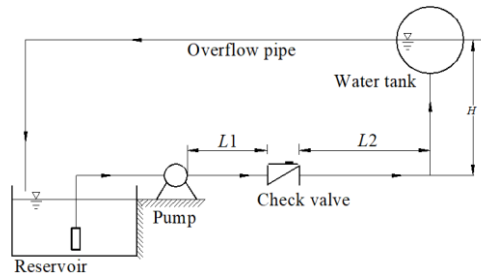 Overflow pipe
Water tank
H
L1
L2
Check valve
Pump
Reservoir